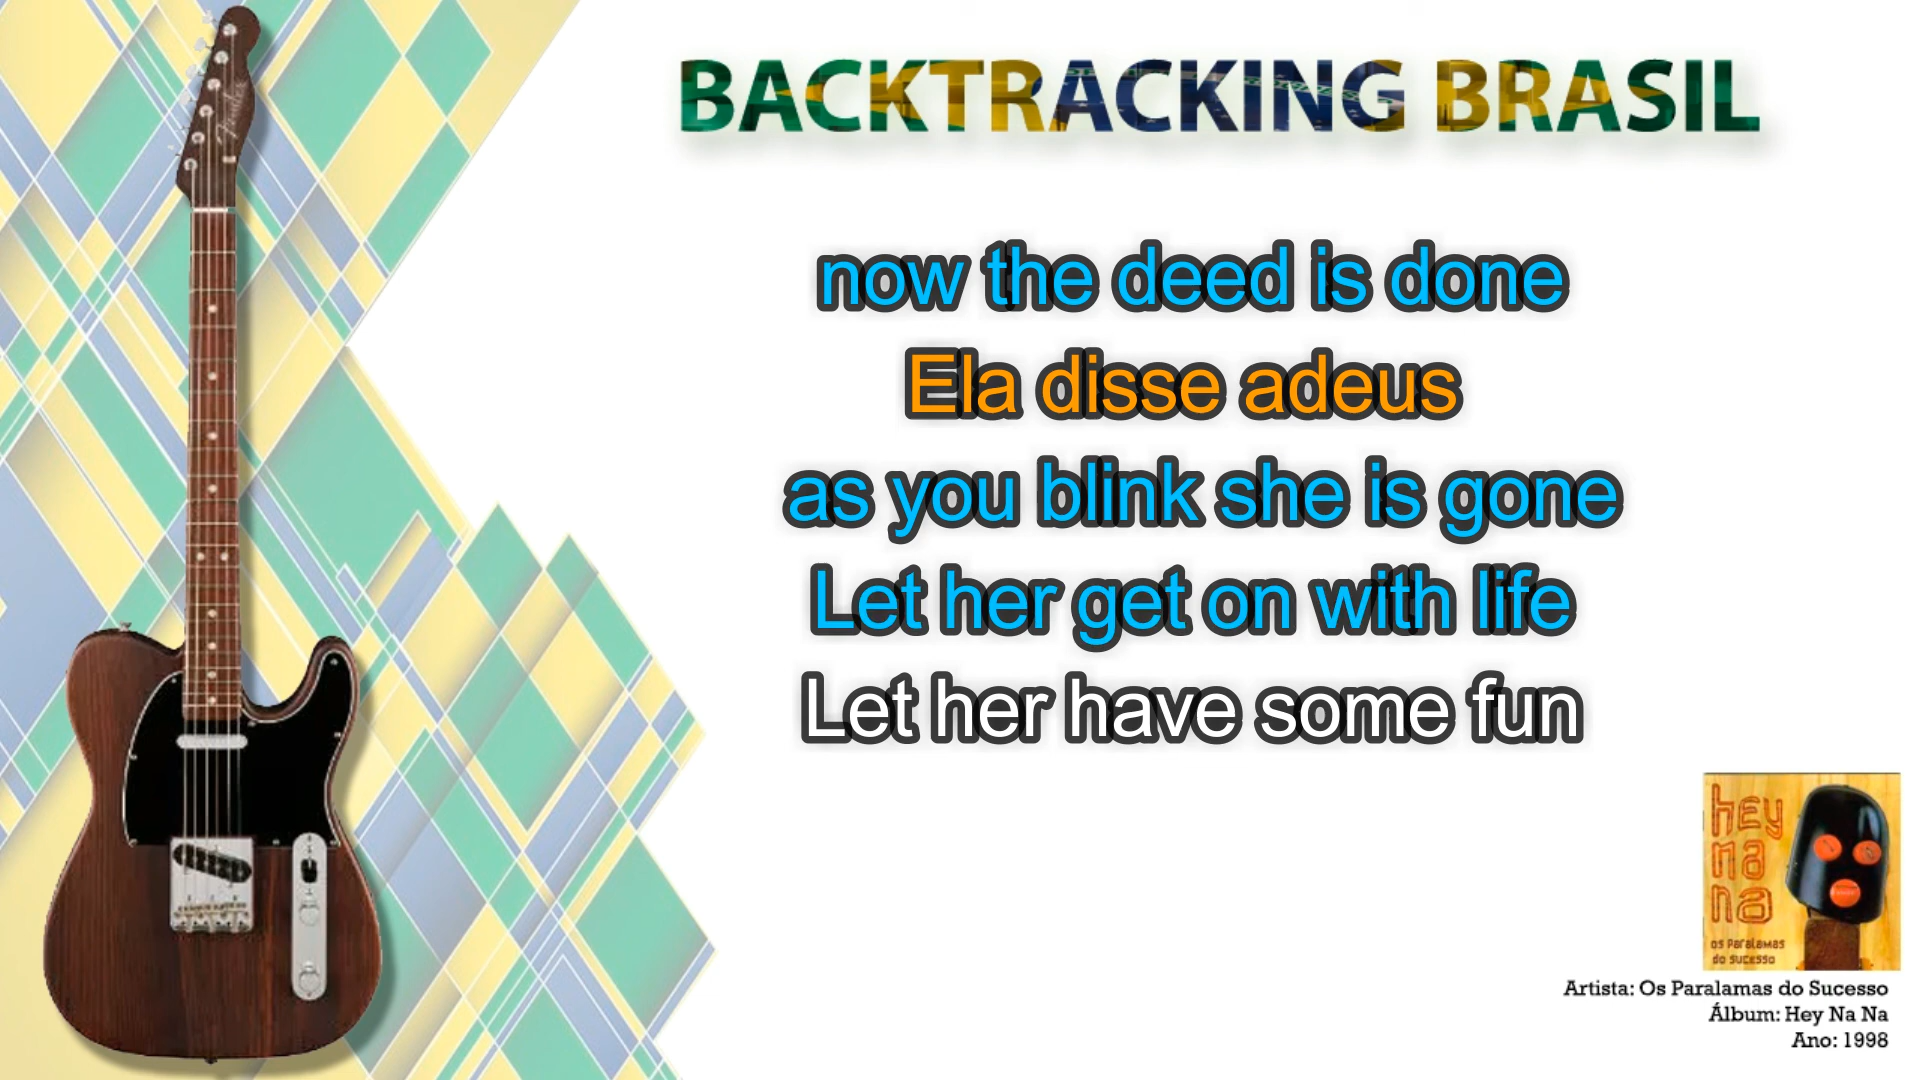 BACKTRACKING BRASIL
now the deed is done
Ela disse adeus
as you blink she is gone
Let her get on with life
Let her have some fun
hey
na
na
os Paralamas
do sucesso
Artista: Os Paralamas do Sucesso
Álbum: Hey Na Na
Ano: 1998
Fender